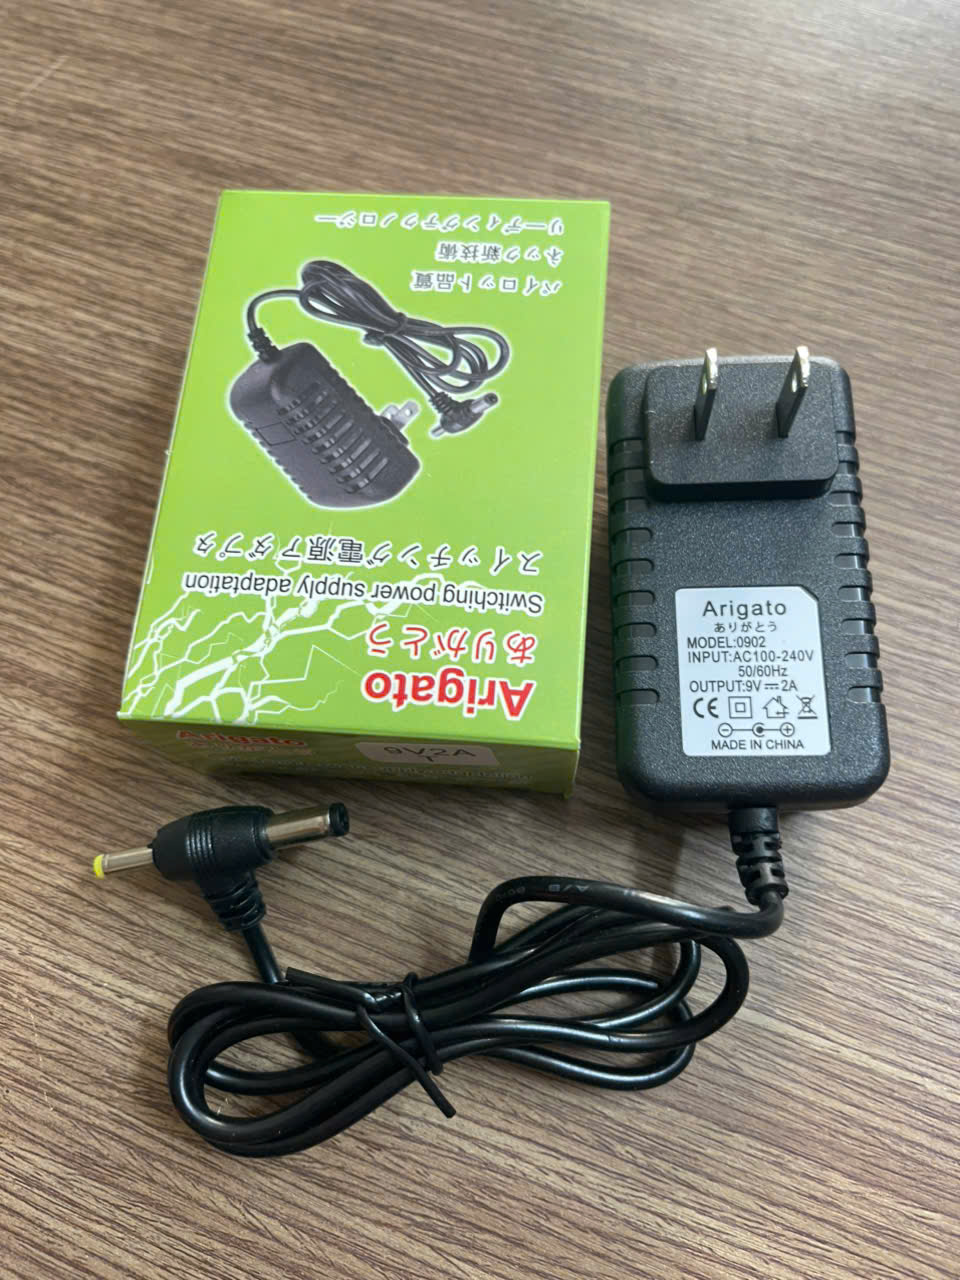 Arigato
ありがとう
Switching power supply adaptation
スイッチング電源アダプタ
パイロット品質
ネック新技術
リーディングテクノロジー
Arigato
9V2A
Arigato
ありがとう
MODEL:0902
INPUT:AC100-240V
50/60Hz
OUTPUT:9V⎓2A
CE
MADE IN CHINA
A/B